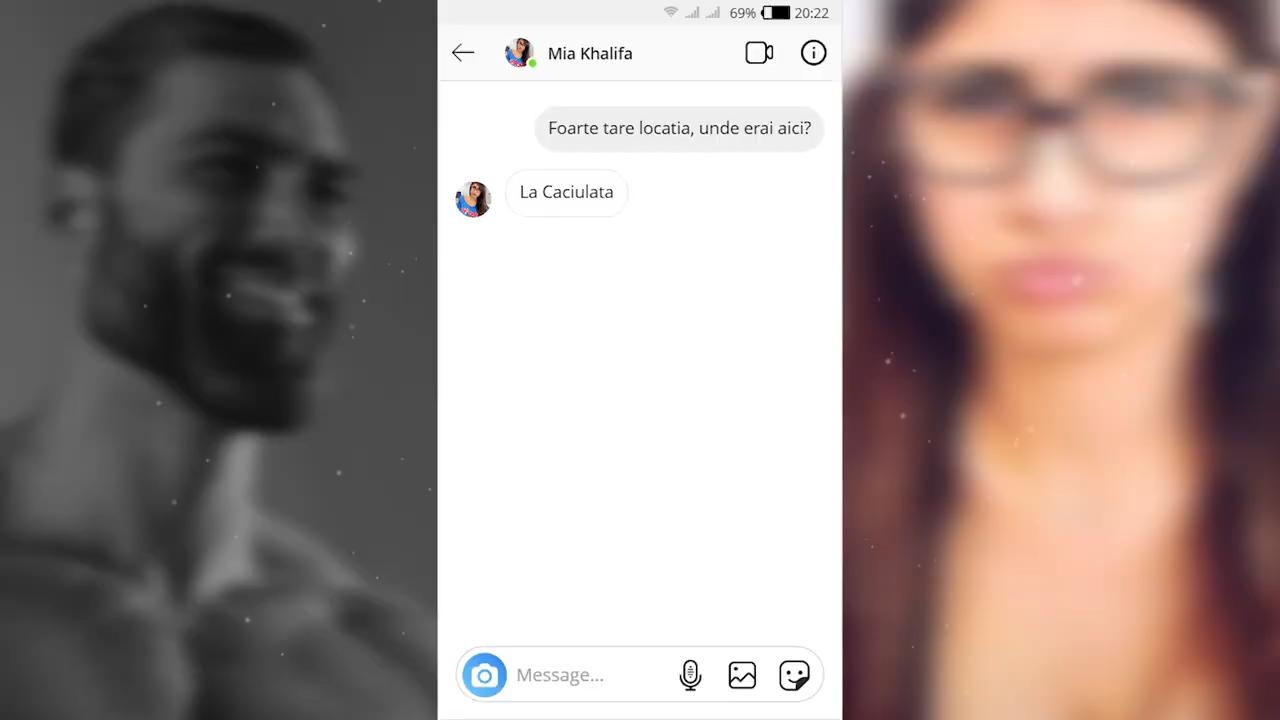 69% 20:22
Mia Khalifa
Foarte tare locatia, unde erai aici?
La Caciulata
Message...